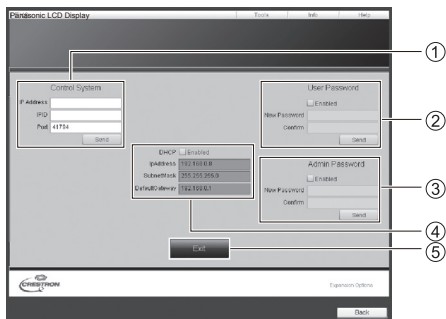 Panasonic LCD Display
Tools Info Help
①
Control System
IP Address
IPID
Port 41794
Send
User Password
Enabled
New Password
Confirm
Send
②
DHCP Enabled
IpAddress 192.168.0.8
SubnetMask 255.255.255.0
DefaultGateway 192.168.0.1
Admin Password
Enabled
New Password
Confirm
Send
③
④
Exit
⑤
CRESTRON
Expansion Options
Back